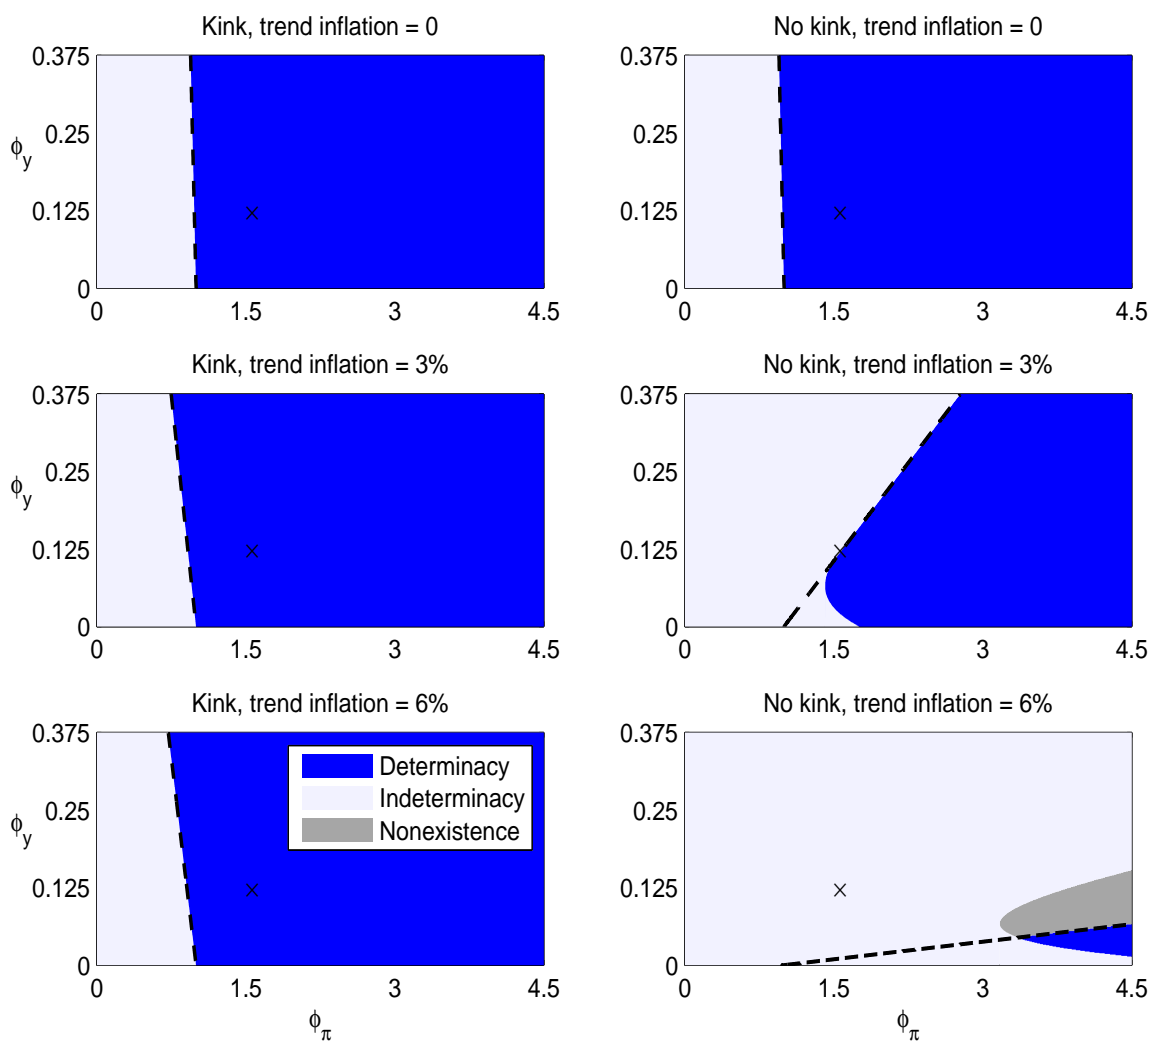 Kink, trend inflation = 0
0.375
0.25
ϕy
0.125
0
0 1.5 3 4.5
No kink, trend inflation = 0
0.375
0.25
0.125
0
0 1.5 3 4.5
Kink, trend inflation = 3%
0.375
0.25
ϕy
0.125
0
0 1.5 3 4.5
No kink, trend inflation = 3%
0.375
0.25
0.125
0
0 1.5 3 4.5
Kink, trend inflation = 6%
0.375
0.25
ϕy
0.125
0
0 1.5 3 4.5
ϕπ
Determinacy
Indeterminacy
Nonexistence
No kink, trend inflation = 6%
0.375
0.25
0.125
0
0 1.5 3 4.5
ϕπ